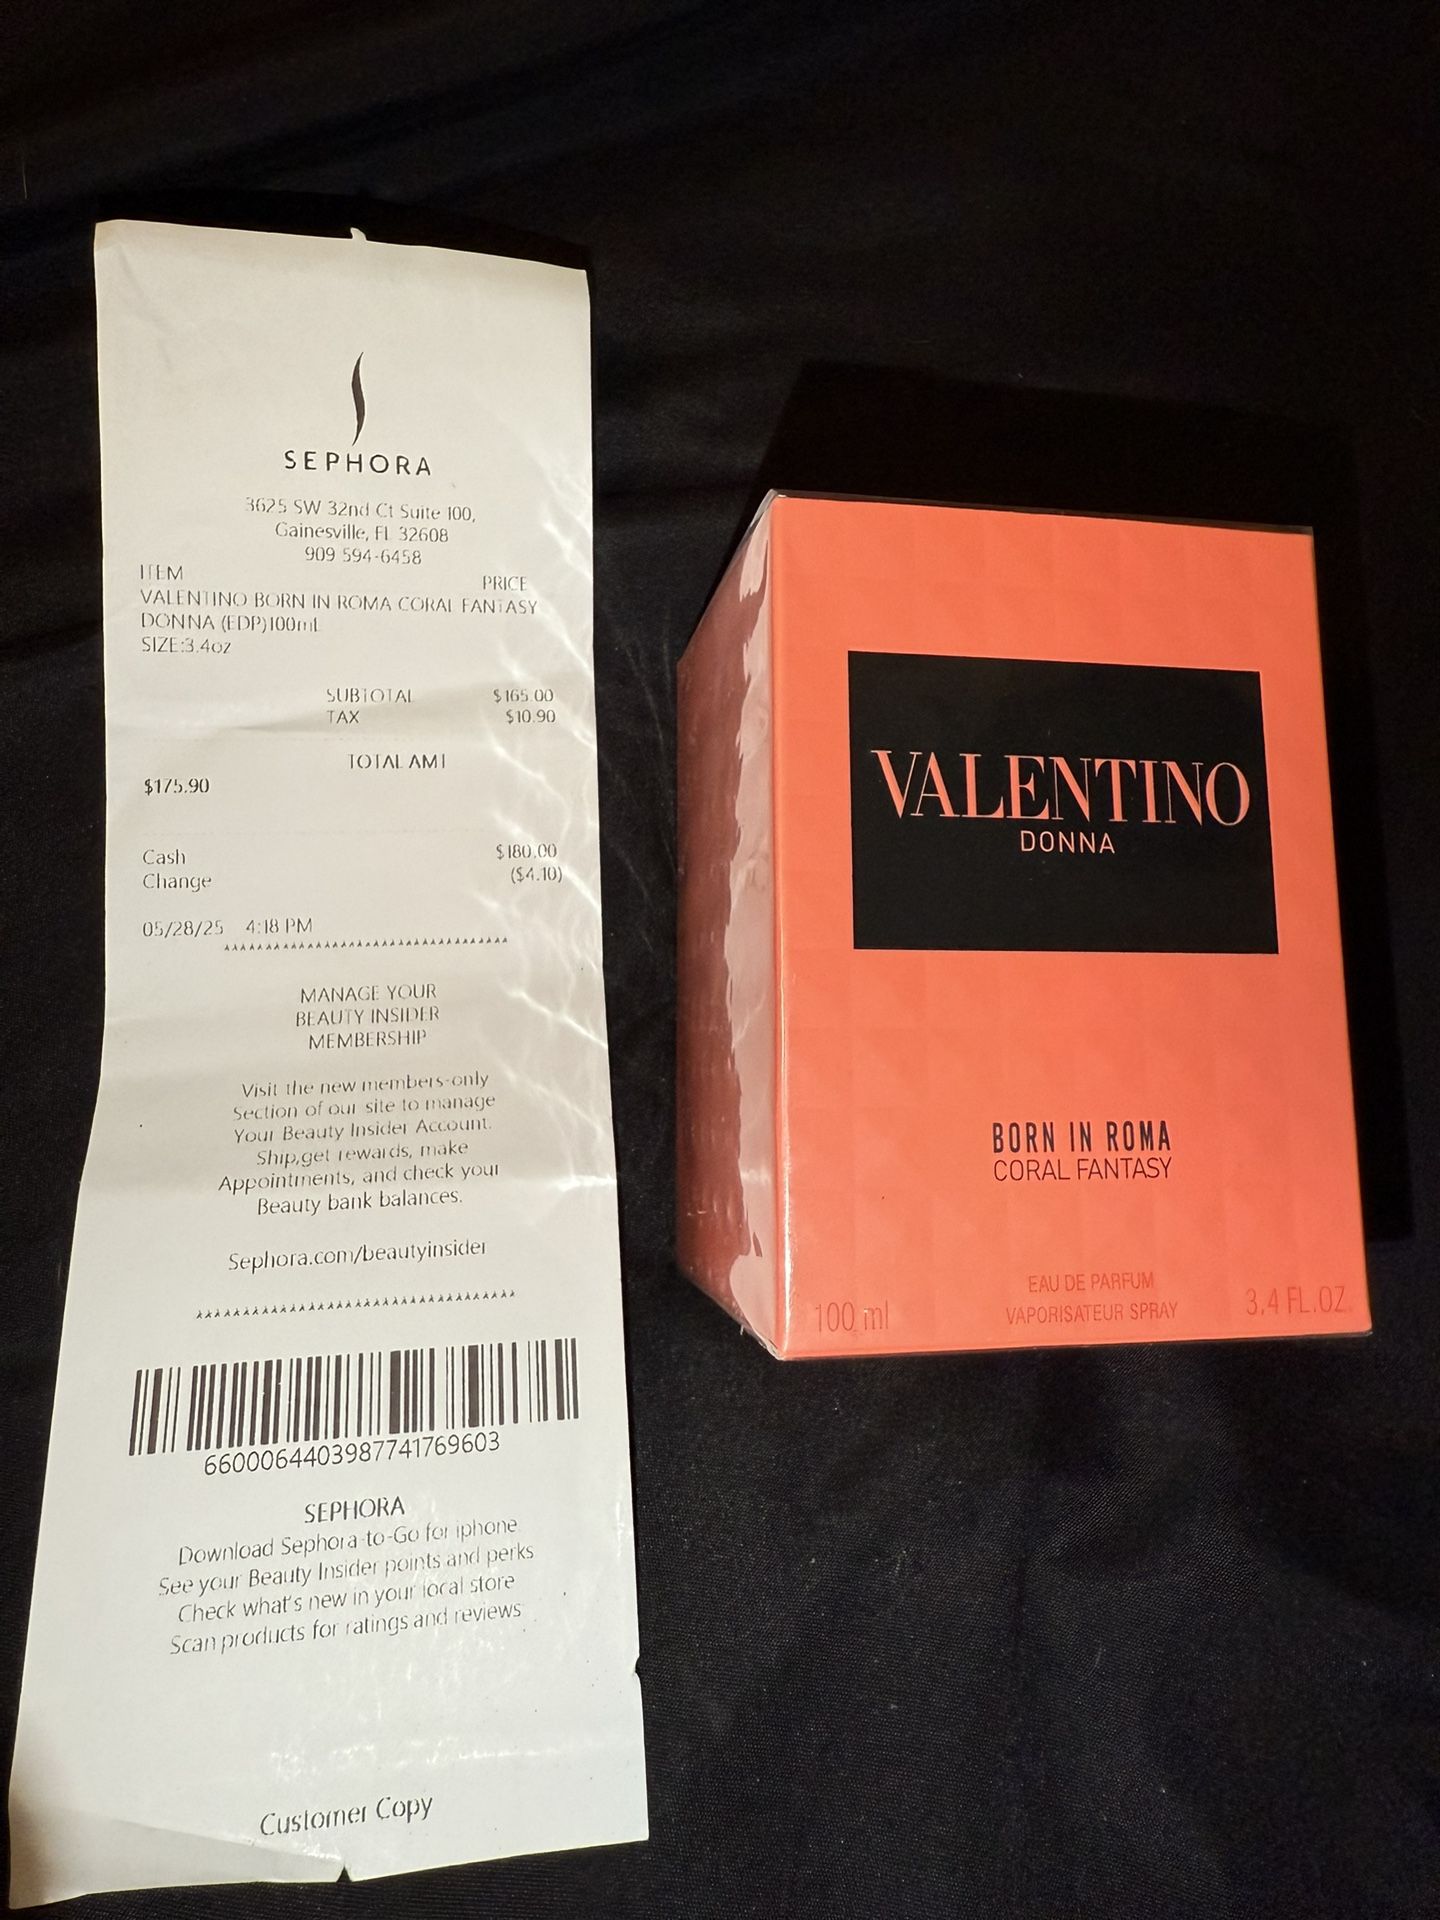 SEPHORA
3625 SW 32nd Ct Suite 100,
Gainesville, FL 32608
909 594-6458
ITEM PRICE
VALENTINO BORN IN ROMA CORAL FANTASY
DONNA (EDP)100mL
SIZE:3.4oz
SUBTOTAL $165.00
TAX $10.90
TOTAL AMT
$175.90
Cash $180.00
Change ($4.10)
05/28/25 4:18 PM
MANAGE YOUR
BEAUTY INSIDER
MEMBERSHIP
Visit the new members-only
Section of our site to manage
Your Beauty Insider Account.
Ship,get rewards, make
Appointments, and check your
Beauty bank balances.
Sephora.com/beautyinsider
6600064403987741769603
SEPHORA
Download Sephora-to-Go for iphone
See your Beauty Insider points and perks
Check what's new in your local store
Scan products for ratings and reviews
Customer Copy
VALENTINO
DONNA
BORN IN ROMA
CORAL FANTASY
EAU DE PARFUM
VAPORISATEUR SPRAY
100 ml
3,4 FL.OZ.